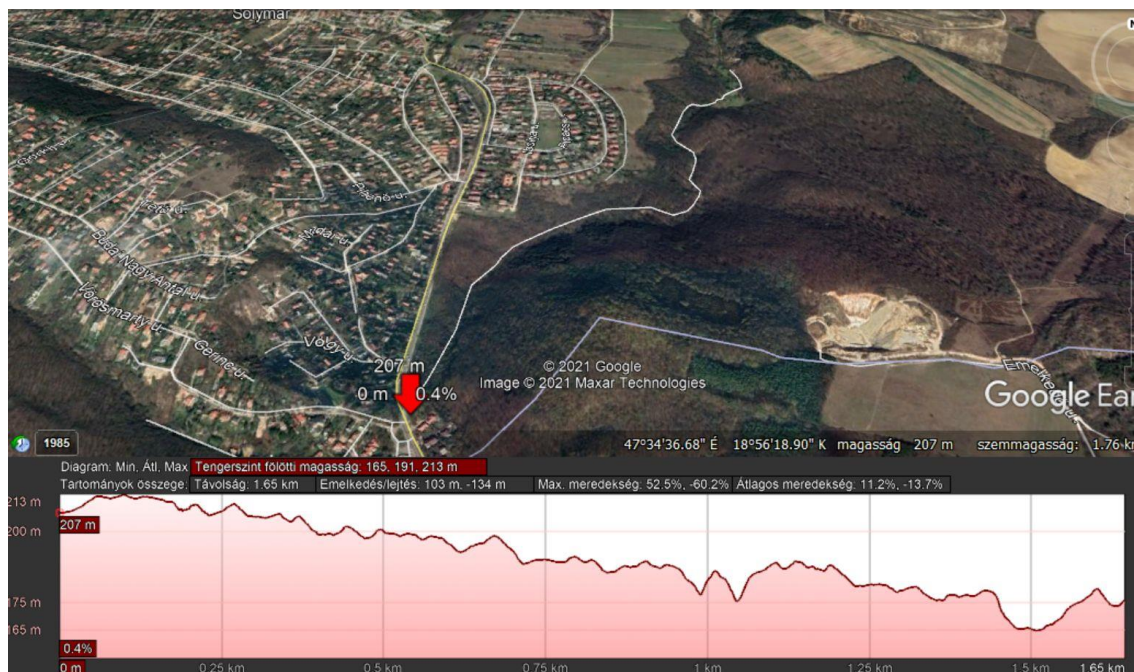 Solymár
Vető u.
Madár u.
Buda Nagy Antal u.
Vörösmarty u.
Gerinc u.
Völgy u.
207 m
0 m
0.4%
© 2021 Google
Image © 2021 Maxar Technologies
Google Ear
1985
47°34'36.68" É 18°56'18.90" K magasság 207 m szemmagasság: 1.76 km
Diagram: Min. Átl, Max Tengerszint fölötti magasság: 165, 191, 213 m
Tartományok összege: Távolság: 1.65 km Emelkedés/lejtés: 103 m. -134 m Max. meredekség: 52.5%, -60.2% Átlagos meredekség: 11.2%, -13.7%
213 m
207 m
200 m
175 m
165 m
0.4%
0 m 0.25 km 0.5 km 0.75 km 1 km 1.25 km 1.5 km 1.65 km